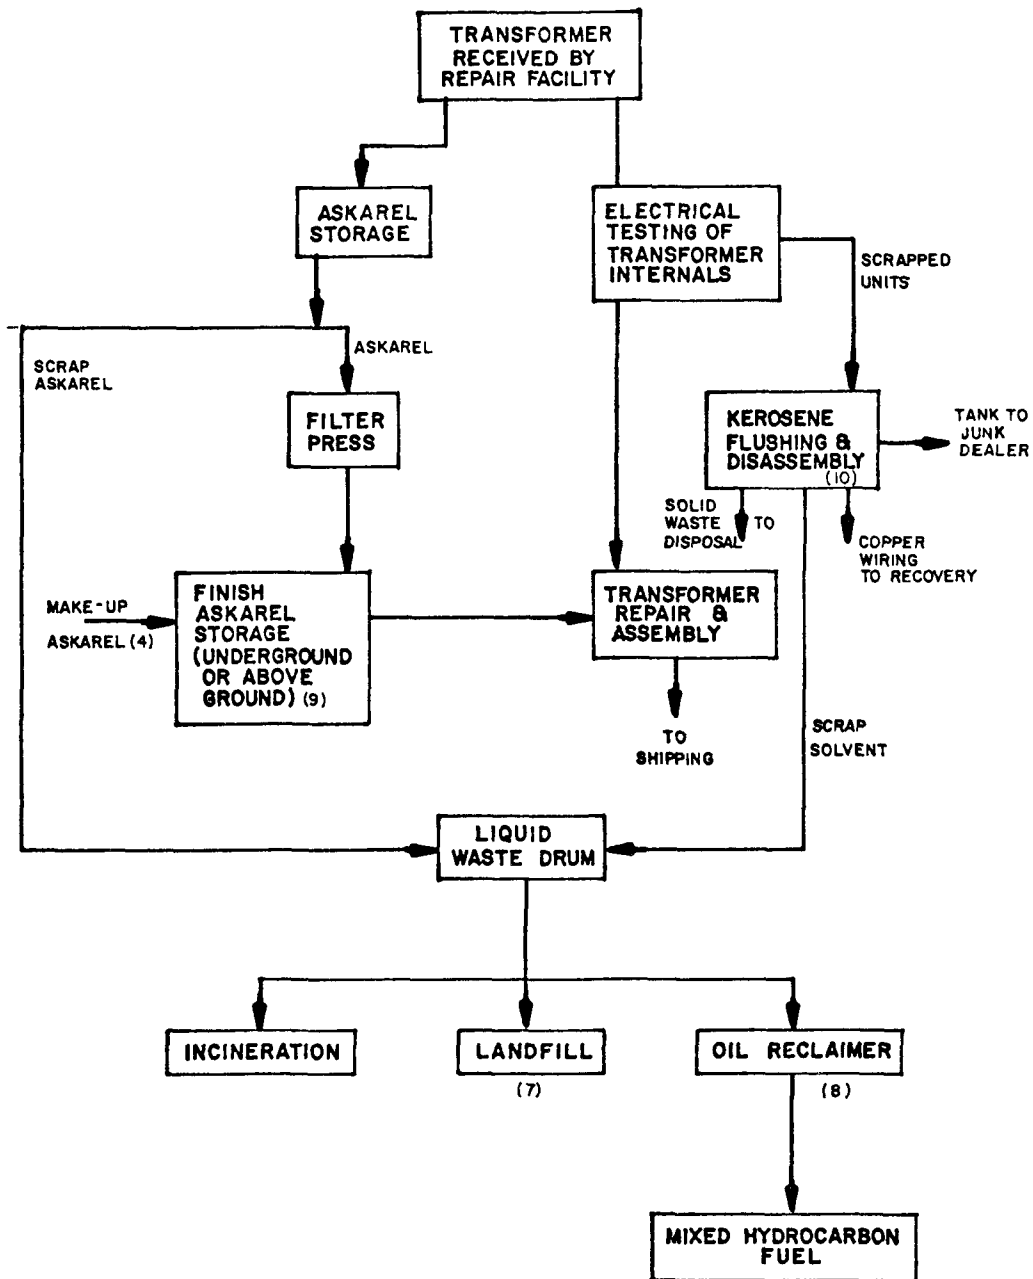 TRANSFORMER
RECEIVED BY
REPAIR FACILITY
ASKAREL
STORAGE
ELECTRICAL
TESTING OF
TRANSFORMER
INTERNALS
SCRAPPED
UNITS
SCRAP
ASKAREL
ASKAREL
FILTER
PRESS
KEROSENE
FLUSHING &
DISASSEMBLY
(10)
TANK TO
JUNK
DEALER
SOLID
WASTE TO
DISPOSAL
COPPER
WIRING
TO RECOVERY
MAKE-UP
ASKAREL (4)
FINISH
ASKAREL
STORAGE
(UNDERGROUND
OR ABOVE
GROUND) (9)
TRANSFORMER
REPAIR &
ASSEMBLY
TO
SHIPPING
SCRAP
SOLVENT
LIQUID
WASTE DRUM
INCINERATION
LANDFILL
(7)
OIL RECLAIMER
(8)
MIXED HYDROCARBON
FUEL